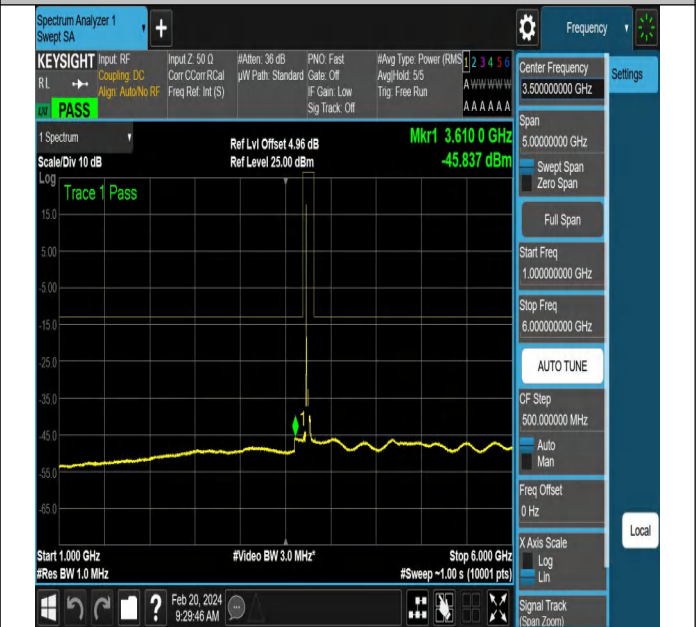 Spectrum Analyzer 1
Swept SA
Frequency
KEYSIGHT
RL
PASS
Input: RF
Coupling: DC
Align: Auto/No RF
Input Z: 50 Ω
Corr CCorr RCal
Freq Ref: Int (S)
#Atten: 36 dB
µW Path: Standard
PNO: Fast
Gate: Off
IF Gain: Low
Sig Track: Off
#Avg Type: Power (RMS
Avg|Hold: 5/5
Trig: Free Run
1 2 3 4 5 6
A W W W W W
A A A A A A
1 Spectrum
Scale/Div 10 dB
Ref Lvl Offset 4.96 dB
Ref Level 25.00 dBm
Mkr1 3.610 0 GHz
-45.837 dBm
Log
Trace 1 Pass
15.0
5.00
-5.00
-15.0
-25.0
-35.0
-45.0
-55.0
-65.0
1
Start 1.000 GHz
#Res BW 1.0 MHz
#Video BW 3.0 MHz*
Stop 6.000 GHz
#Sweep ~1.00 s (10001 pts)
Feb 20, 2024
9:29:46 AM
Center Frequency
3.500000000 GHz
Settings
Span
5.00000000 GHz
Swept Span
Zero Span
Full Span
Start Freq
1.000000000 GHz
Stop Freq
6.000000000 GHz
AUTO TUNE
CF Step
500.000000 MHz
Auto
Man
Freq Offset
0 Hz
X Axis Scale
Log
Lin
Local
Signal Track
(Span Zoom)